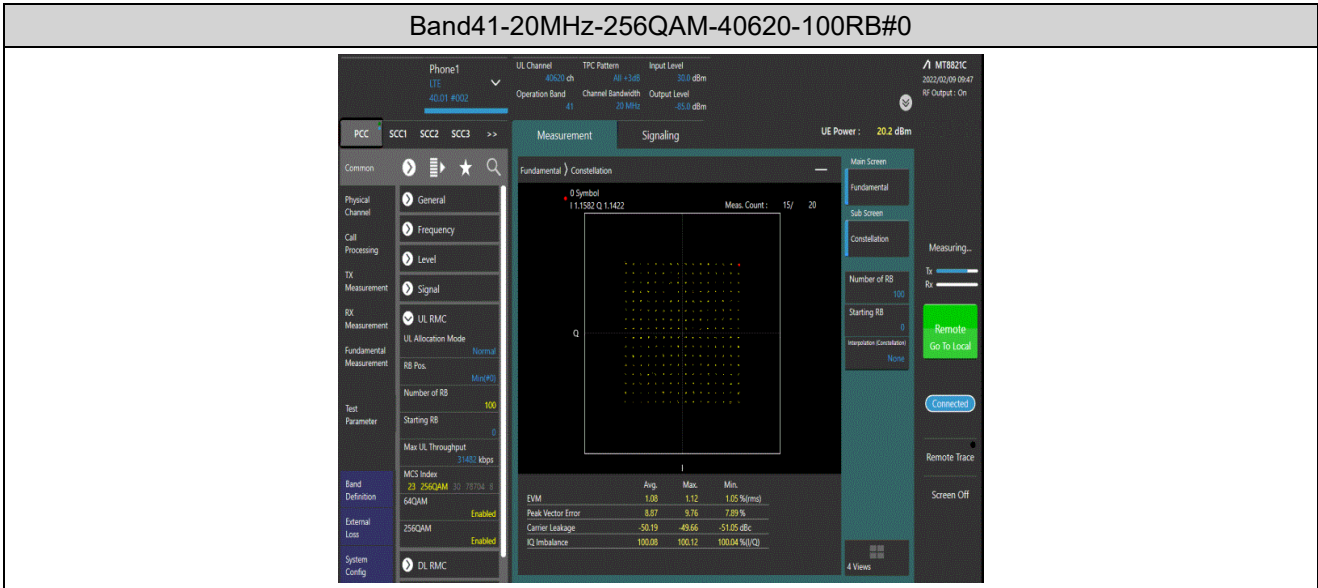 Band41-20MHz-256QAM-40620-100RB#0
Phone1
LTE
40.01 #002
UL Channel TPC Pattern Input Level
40620 ch All +3dB 30.0 dBm
Operation Band Channel Bandwidth Output Level
41 20 MHz -85.0 dBm
MT8821C
2022/02/09 09:47
RF Output : On
PCC SCC1 SCC2 SCC3 >>
Measurement Signaling
UE Power : 20.2 dBm
Common
Physical
Channel
Call
Processing
TX
Measurement
RX
Measurement
Fundamental
Measurement
Test
Parameter
Band
Definition
External
Loss
System
Config
General
Frequency
Level
Signal
UL RMC
UL Allocation Mode
Normal
RB Pos.
Min(#0)
Number of RB
100
Starting RB
0
Max UL Throughput
31482 kbps
MCS Index
23 256QAM 30 78704 8
64QAM
Enabled
256QAM
Enabled
DL RMC
Fundamental ⟩ Constellation
0 Symbol
I 1.1582 Q 1.1422 Meas. Count : 15/ 20
Q
I
Avg. Max. Min.
EVM 1.08 1.12 1.05 %(rms)
Peak Vector Error 8.87 9.76 7.89 %
Carrier Leakage -50.19 -49.66 -51.05 dBc
IQ Imbalance 100.08 100.12 100.04 %(I/Q)
Main Screen
Fundamental
Sub Screen
Constellation
Number of RB
100
Starting RB
0
Interpolation (Constellation)
None
4 Views
Measuring...
Tx
Rx
Remote
Go To Local
Connected
Remote Trace
Screen Off